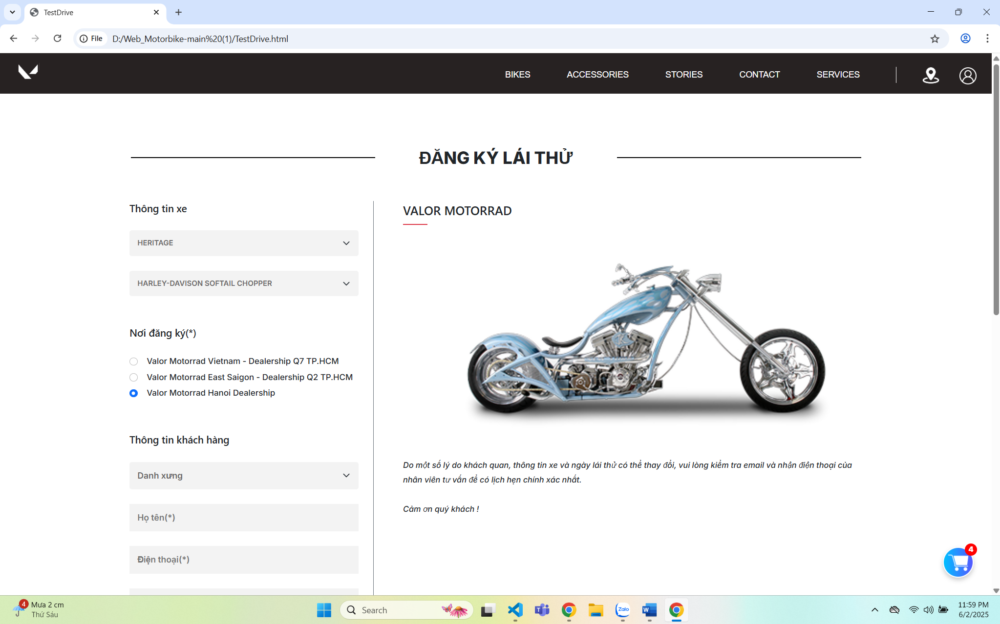 TestDrive
File
D:/Web_Motorbike-main%20(1)/TestDrive.html
BIKES
ACCESSORIES
STORIES
CONTACT
SERVICES
ĐĂNG KÝ LÁI THỬ
Thông tin xe
HERITAGE
HARLEY-DAVISON SOFTAIL CHOPPER
Nơi đăng ký(*)
Valor Motorrad Vietnam - Dealership Q7 TP.HCM
Valor Motorrad East Saigon - Dealership Q2 TP.HCM
Valor Motorrad Hanoi Dealership
Thông tin khách hàng
Danh xưng
Họ tên(*)
Điện thoại(*)
VALOR MOTORRAD
Do một số lý do khách quan, thông tin xe và ngày lái thử có thể thay đổi, vui lòng kiểm tra email và nhận điện thoại của
nhân viên tư vấn để có lịch hẹn chính xác nhất.
Cảm ơn quý khách !
4
4
Mưa 2 cm
Thứ Sáu
Search
Zalo
11:59 PM
6/2/2025